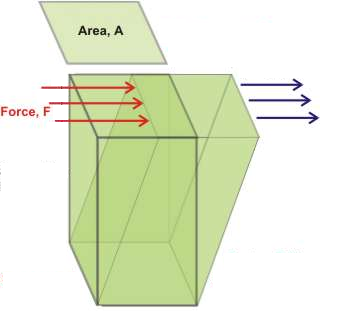 Area, A
Force, F